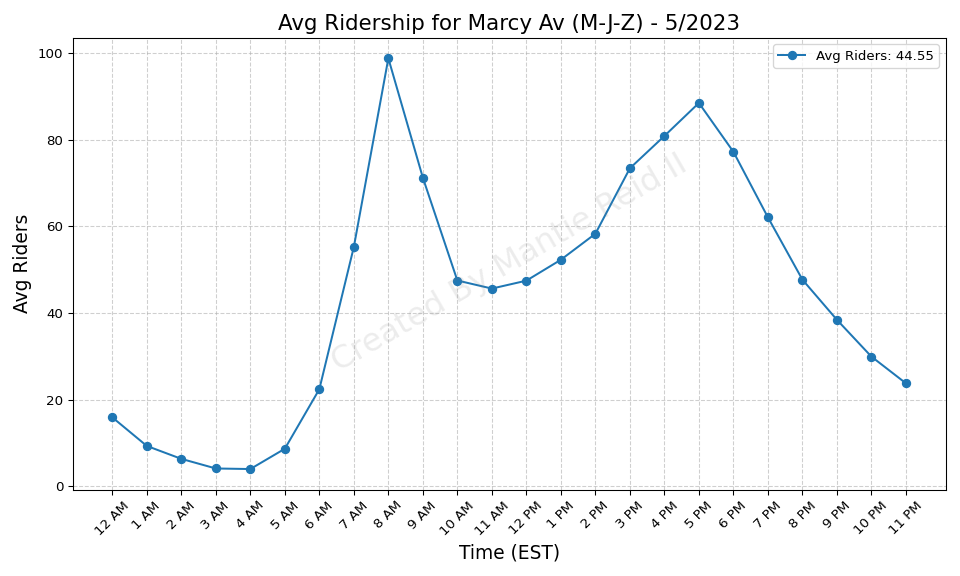 Avg Ridership for Marcy Av (M-J-Z) - 5/2023
Avg Riders: 44.55
100
80
60
40
20
0
Avg Riders
Created By Mantie Reid II
12 AM
1 AM
2 AM
3 AM
4 AM
5 AM
6 AM
7 AM
8 AM
9 AM
10 AM
11 AM
12 PM
1 PM
2 PM
3 PM
4 PM
5 PM
6 PM
7 PM
8 PM
9 PM
10 PM
11 PM
Time (EST)